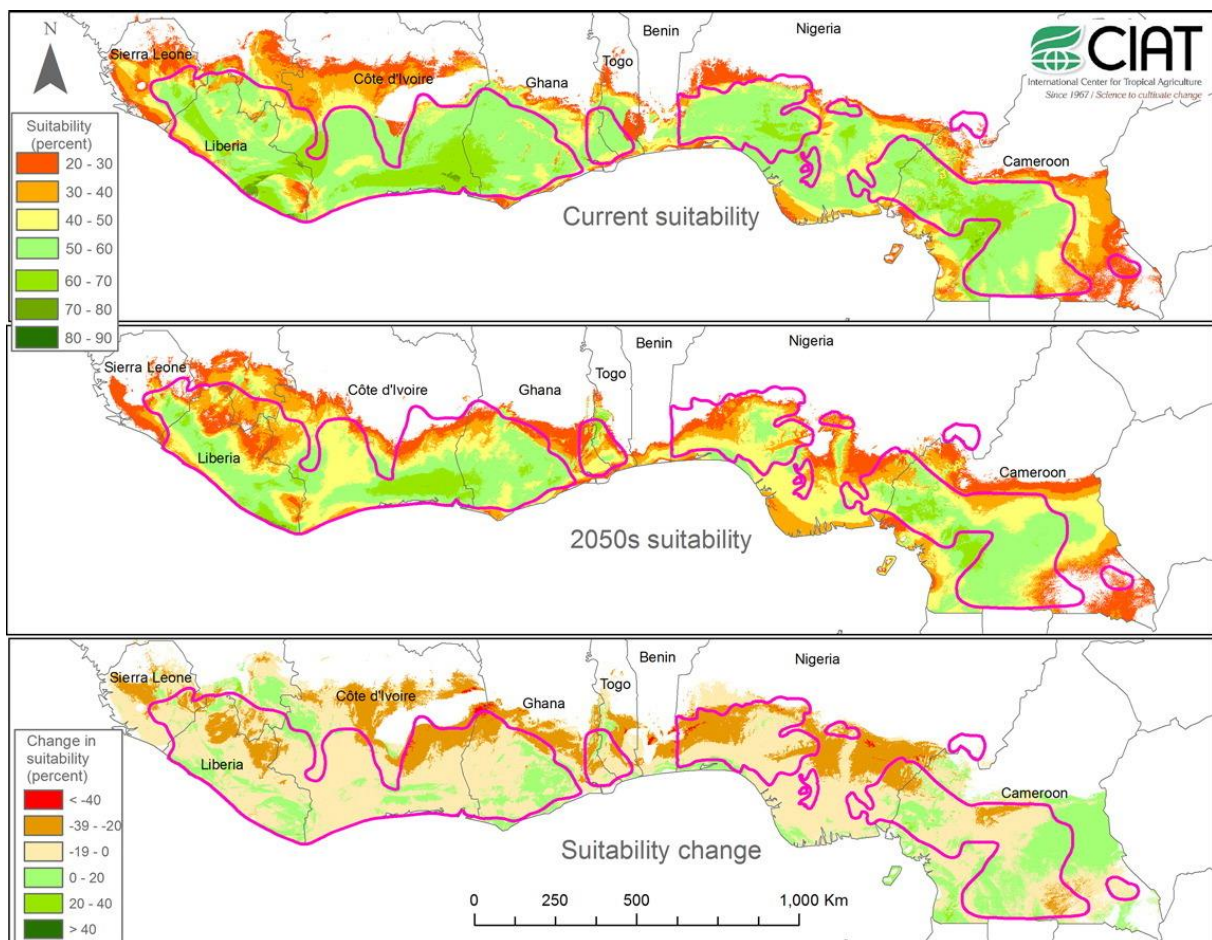 N
Sierra Leone
Liberia
Côte d'Ivoire
Ghana
Togo
Benin
Nigeria
Cameroon
CIAT
International Center for Tropical Agriculture
Since 1967 / Science to cultivate change
Suitability
(percent)
20 - 30
30 - 40
40 - 50
50 - 60
60 - 70
70 - 80
80 - 90
Current suitability
Sierra Leone
Liberia
Côte d'Ivoire
Ghana
Togo
Benin
Nigeria
Cameroon
2050s suitability
Sierra Leone
Liberia
Côte d'Ivoire
Ghana
Togo
Benin
Nigeria
Cameroon
Change in
suitability
(percent)
< -40
-39 - -20
-19 - 0
0 - 20
20 - 40
> 40
Suitability change
0 250 500 1,000 Km